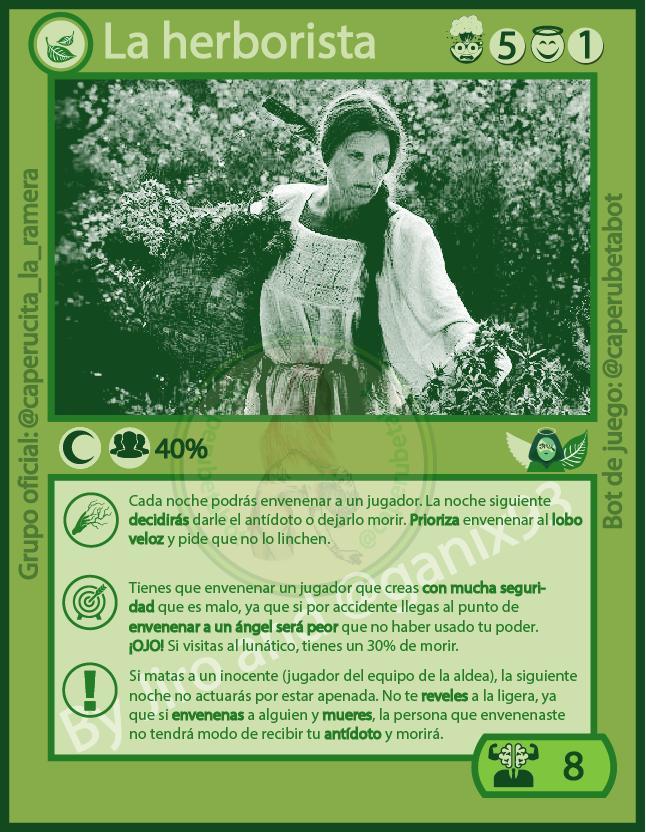 La herborista
5
1
Grupo oficial: @caperucita_la_ramera
Bot de juego: @caperubetabot
40%
Cada noche podrás envenenar a un jugador. La noche siguiente
decidirás darle el antídoto o dejarlo morir. Prioriza envenenar al lobo
veloz y pide que no lo linchen.
Tienes que envenenar un jugador que creas con mucha seguri-
dad que es malo, ya que si por accidente llegas al punto de
envenenar a un ángel será peor que no haber usado tu poder.
¡OJO! Si visitas al lunático, tienes un 30% de morir.
Si matas a un inocente (jugador del equipo de la aldea), la siguiente
noche no actuarás por estar apenada. No te reveles a la ligera, ya
que si envenenas a alguien y mueres, la persona que envenenaste
no tendrá modo de recibir tu antídoto y morirá.
8